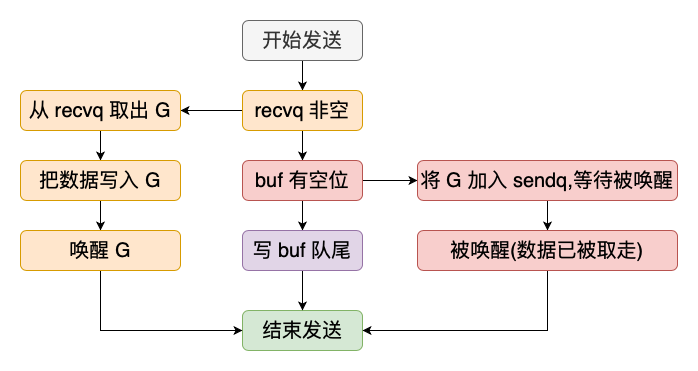 开始发送
从 recvq 取出 G
recvq 非空
把数据写入 G
buf 有空位
将 G 加入 sendq,等待被唤醒
唤醒 G
写 buf 队尾
被唤醒(数据已被取走)
结束发送